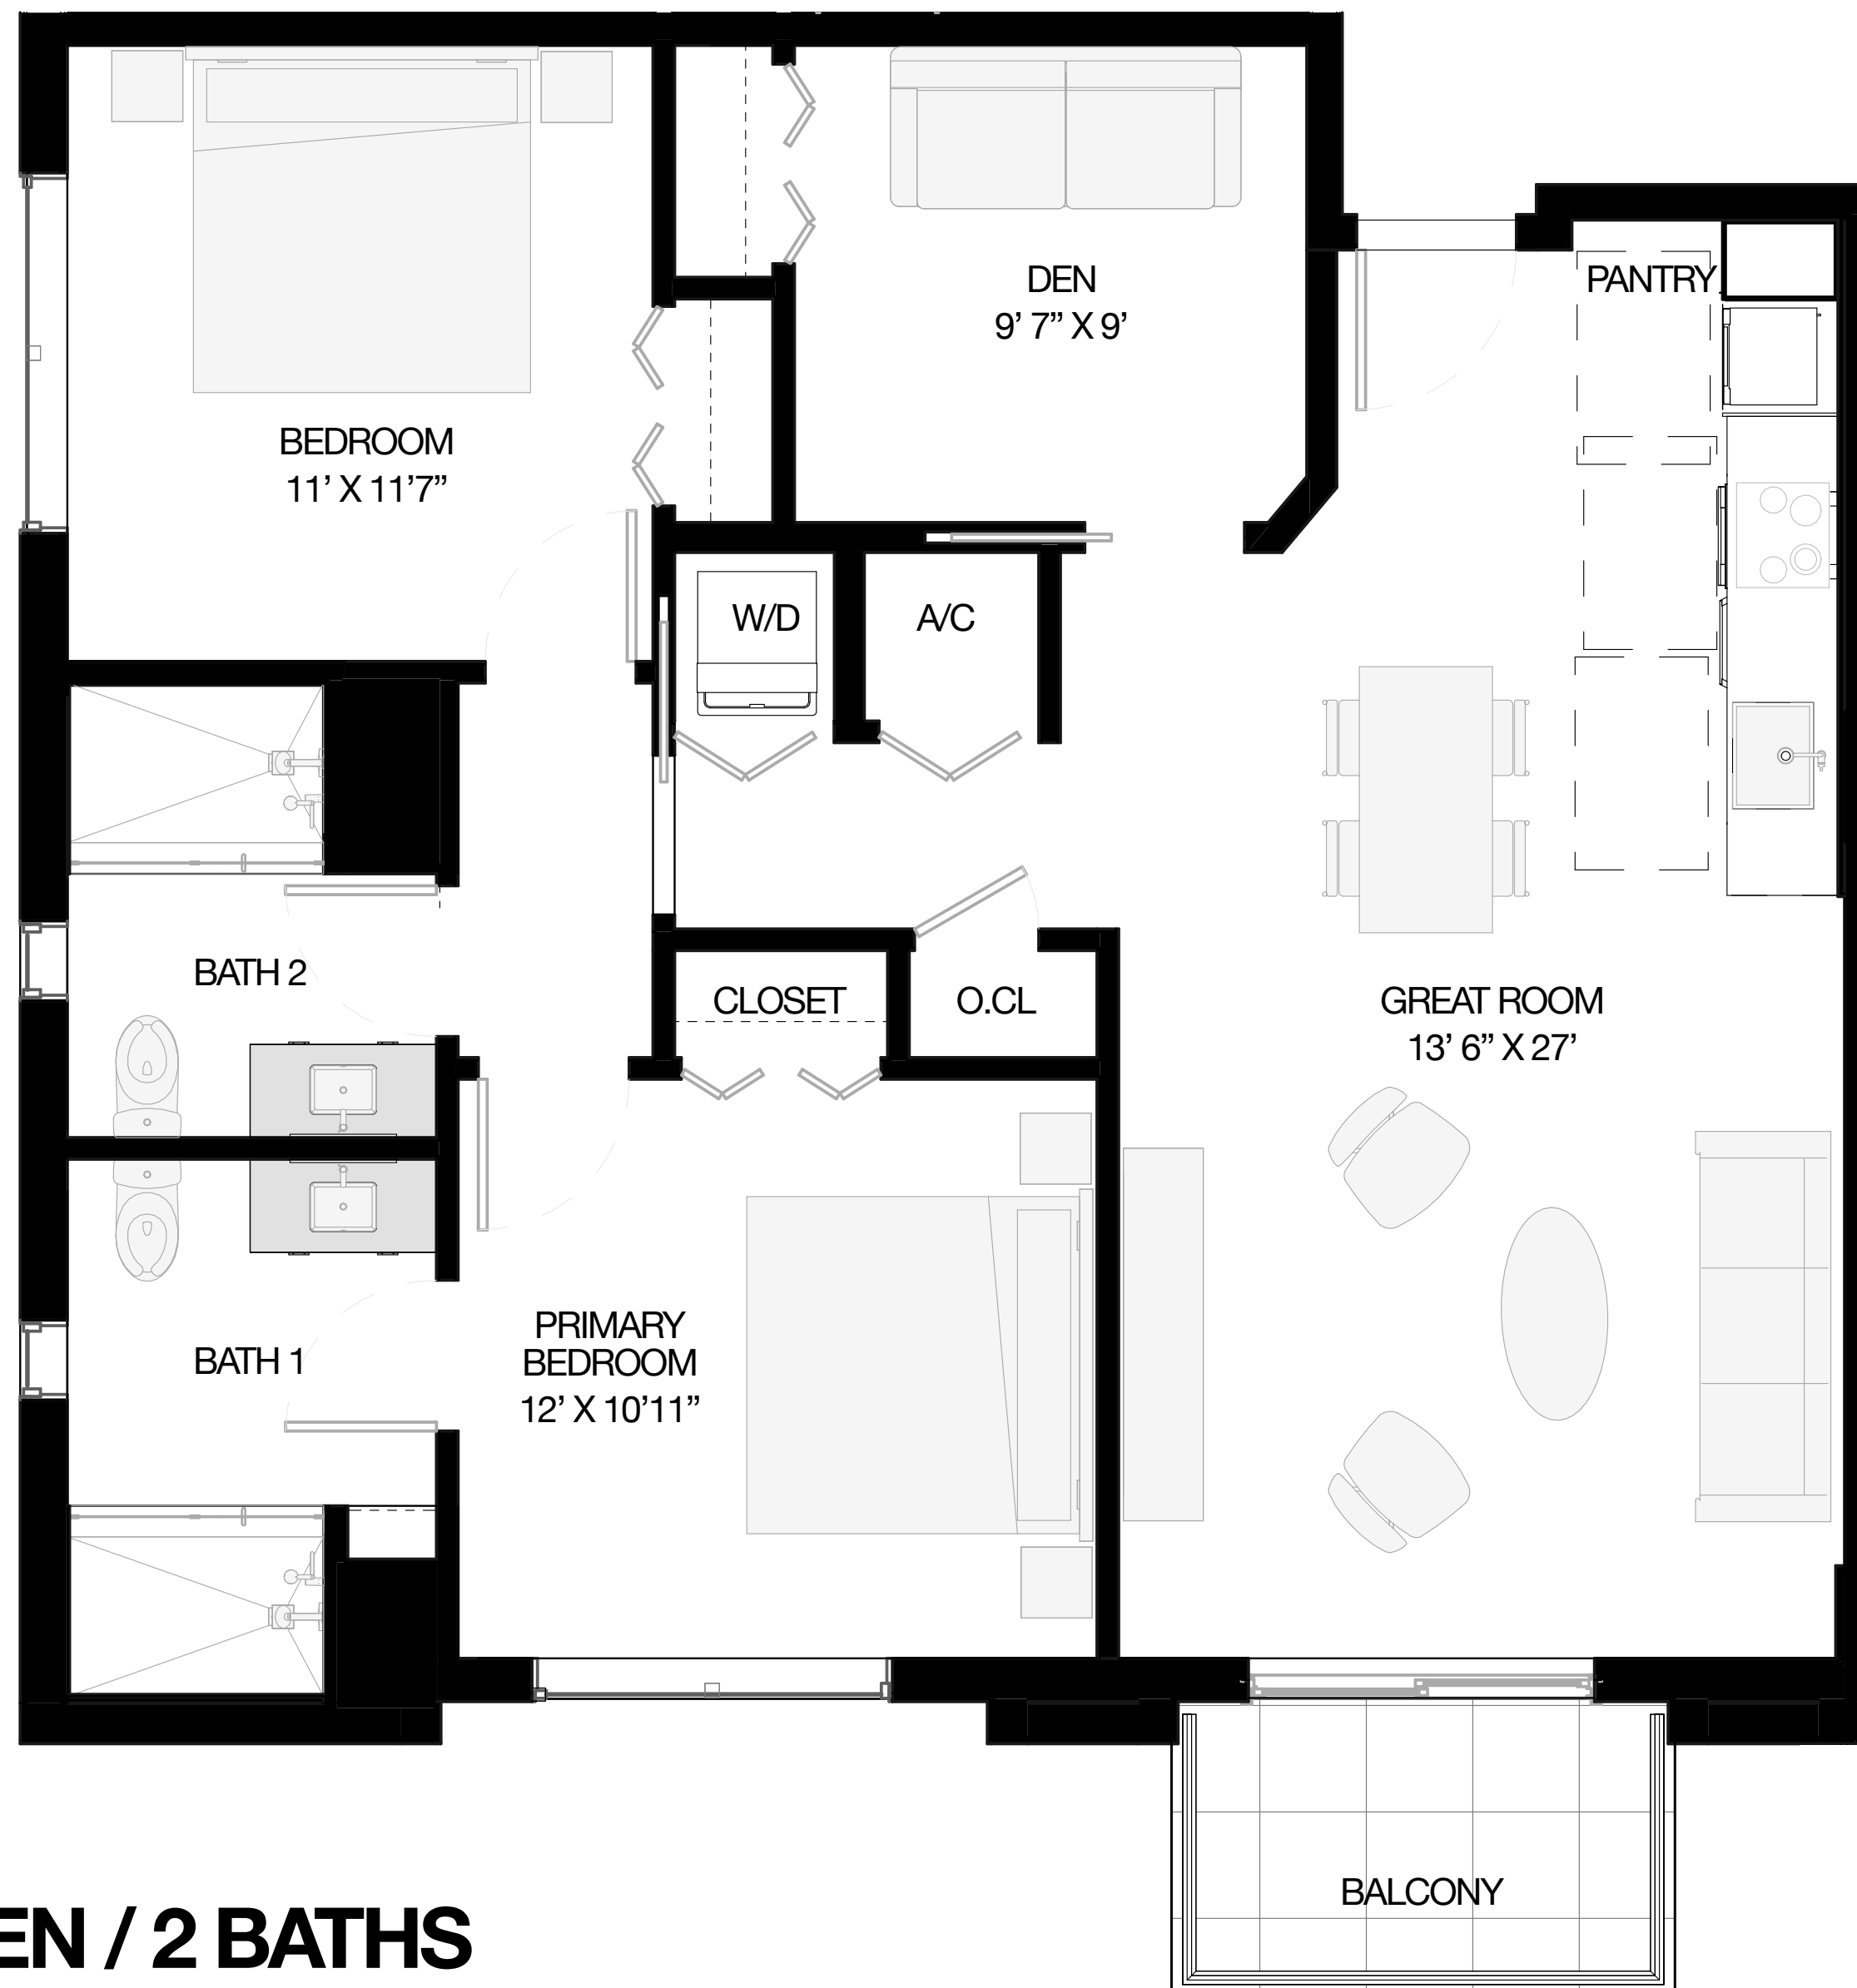 DEN
9’ 7” X 9’
PANTRY
BEDROOM
11’ X 11’7”
W/D
A/C
BATH 2
CLOSET
O.CL
GREAT ROOM
13’ 6” X 27’
BATH 1
PRIMARY
BEDROOM
12’ X 10’11”
BALCONY
EN / 2 BATHS